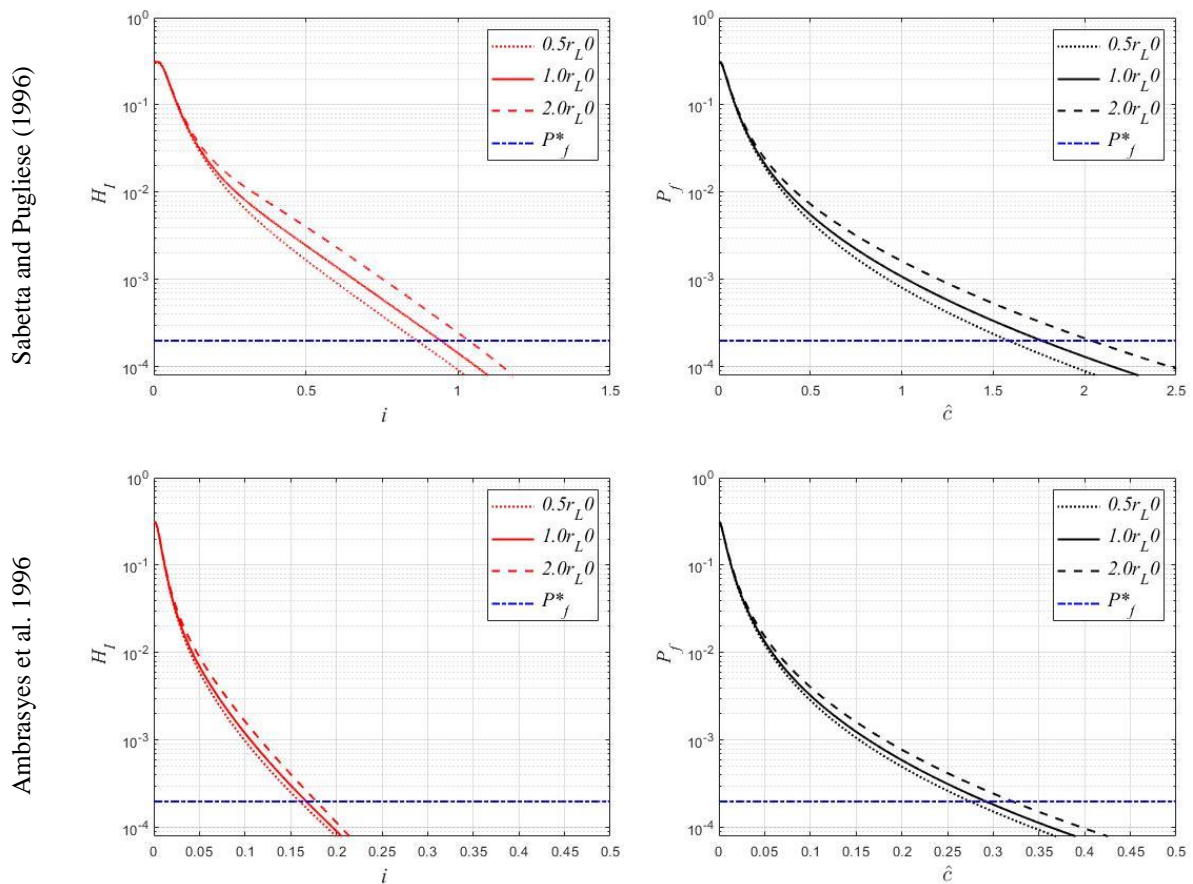 Sabetta and Pugliese (1996)
10^0
10^-1
10^-2
10^-3
10^-4
H_I
0.5r_L0
1.0r_L0
2.0r_L0
P*_f
0 0.5 1 1.5
i
10^0
10^-1
10^-2
10^-3
10^-4
P_f
0.5r_L0
1.0r_L0
2.0r_L0
P*_f
0 0.5 1 1.5 2 2.5
ĉ
Ambrasyes et al. 1996
10^0
10^-1
10^-2
10^-3
10^-4
H_I
0.5r_L0
1.0r_L0
2.0r_L0
P*_f
0 0.05 0.1 0.15 0.2 0.25 0.3 0.35 0.4 0.45 0.5
i
10^0
10^-1
10^-2
10^-3
10^-4
P_f
0.5r_L0
1.0r_L0
2.0r_L0
P*_f
0 0.05 0.1 0.15 0.2 0.25 0.3 0.35 0.4 0.45 0.5
ĉ